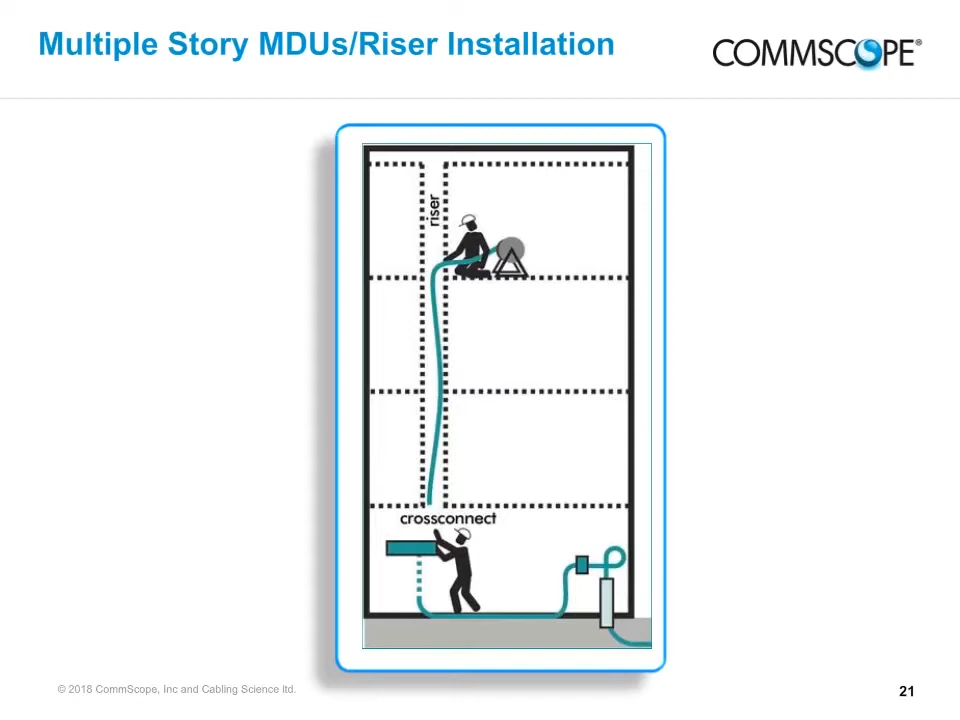 Multiple Story MDUs/Riser Installation
COMMSCOPE®
riser
crossconnect
© 2018 CommScope, Inc and Cabling Science ltd.
21